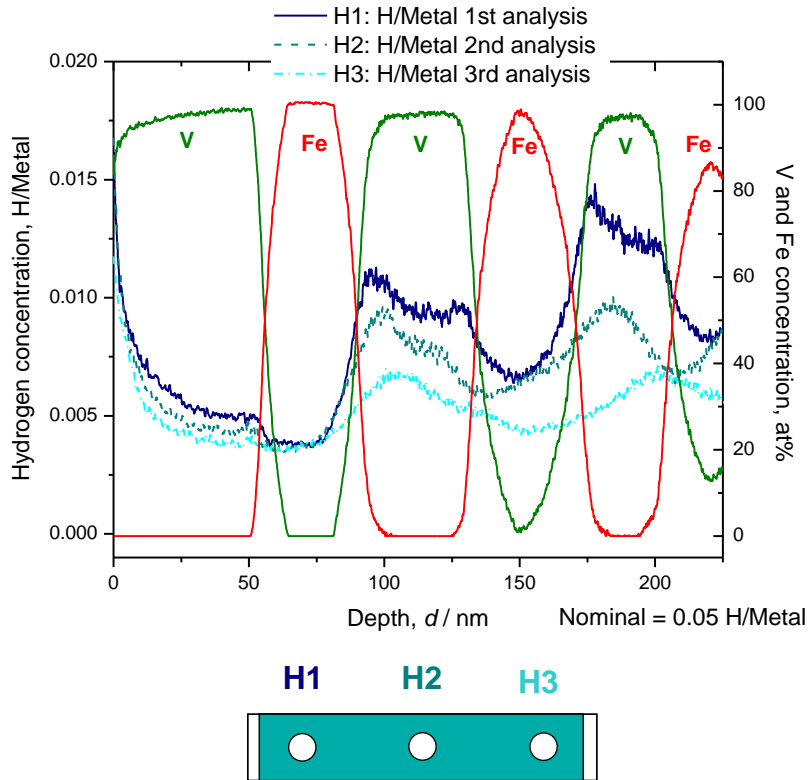 H1: H/Metal 1st analysis
H2: H/Metal 2nd analysis
H3: H/Metal 3rd analysis
0.020
0.015
0.010
0.005
0.000
Hydrogen concentration, H/Metal
V
Fe
V
Fe
V
Fe
100
80
60
40
20
0
V and Fe concentration, at%
0
50
100
150
200
Depth, d / nm
Nominal = 0.05 H/Metal
H1
H2
H3